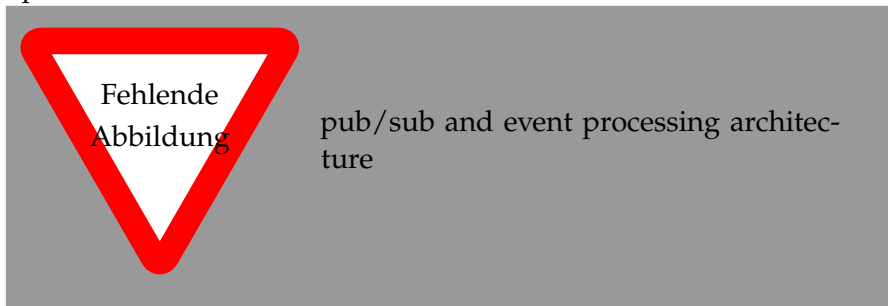 Fehlende
Abbildung
pub/sub and event processing architec-
ture